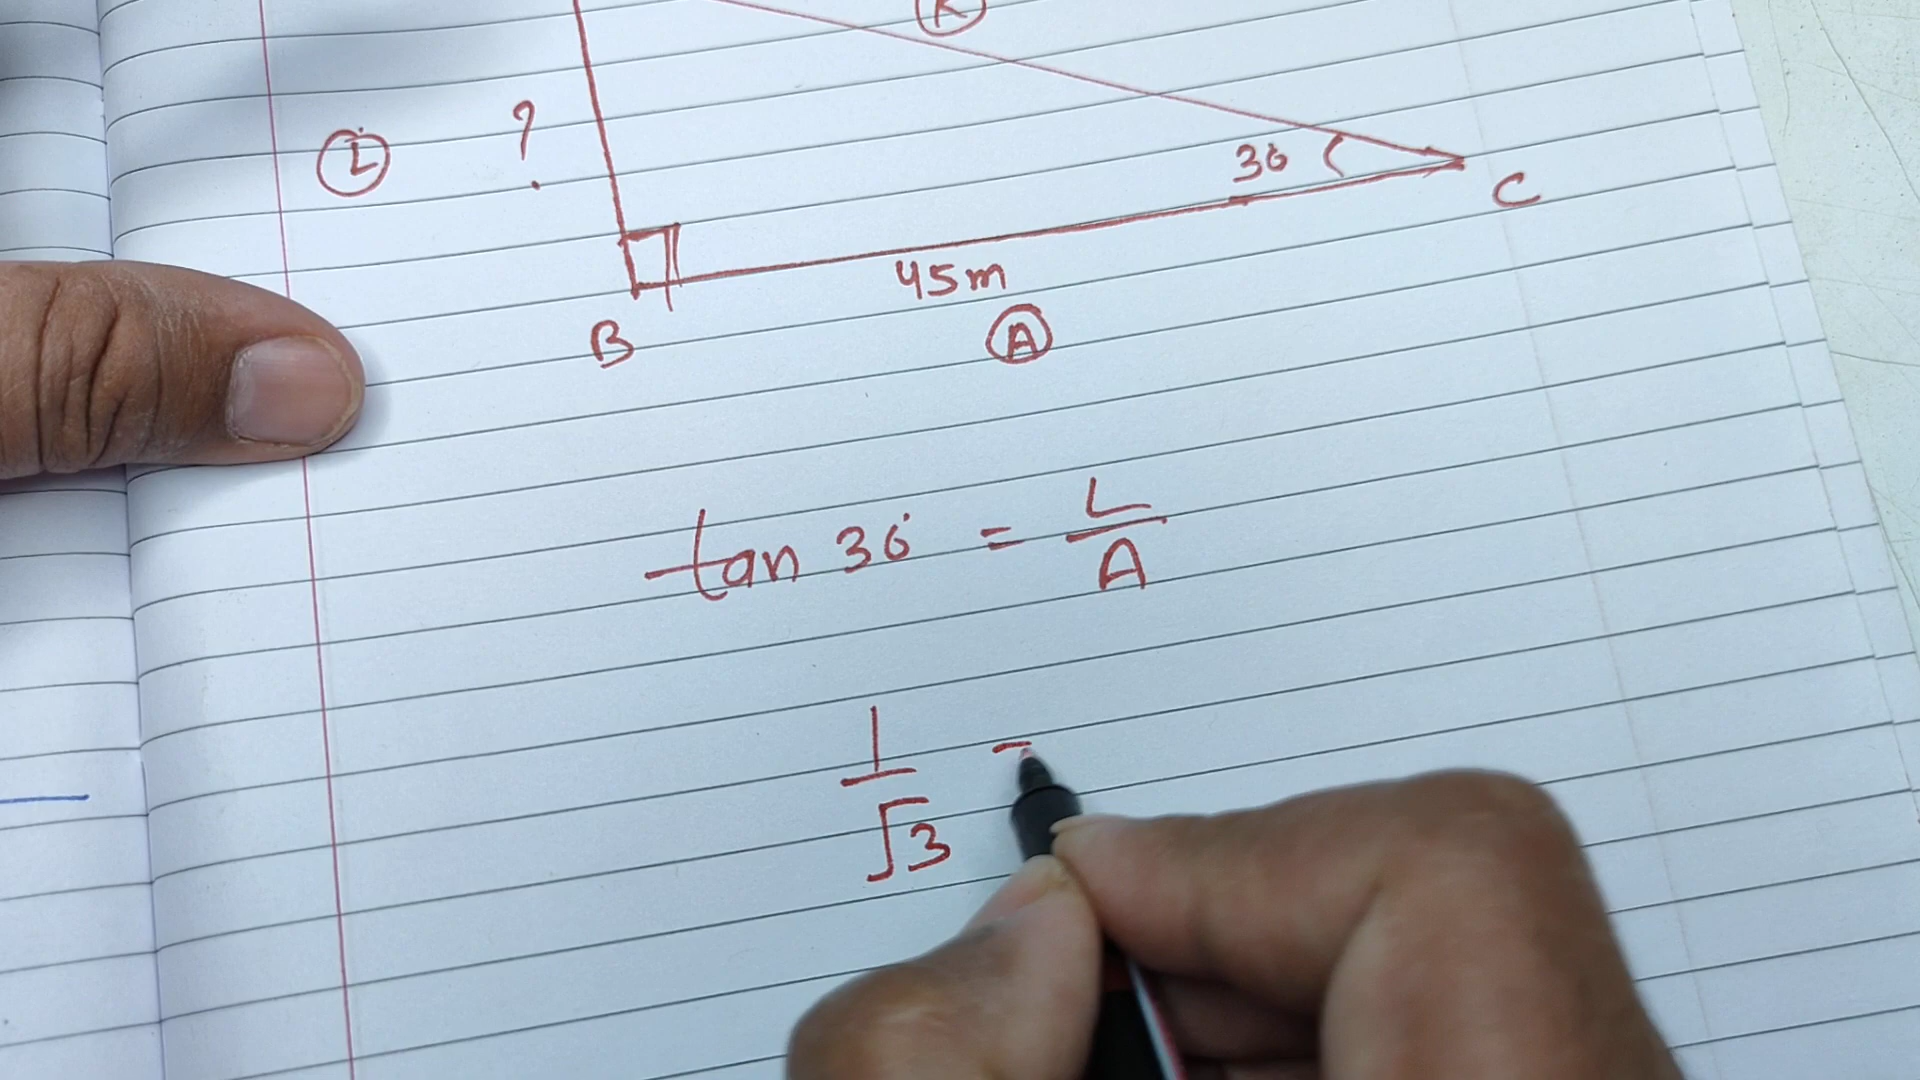 K
?
L
30°
C
45m
B
A
tan 30° = L/A
1/√3 =